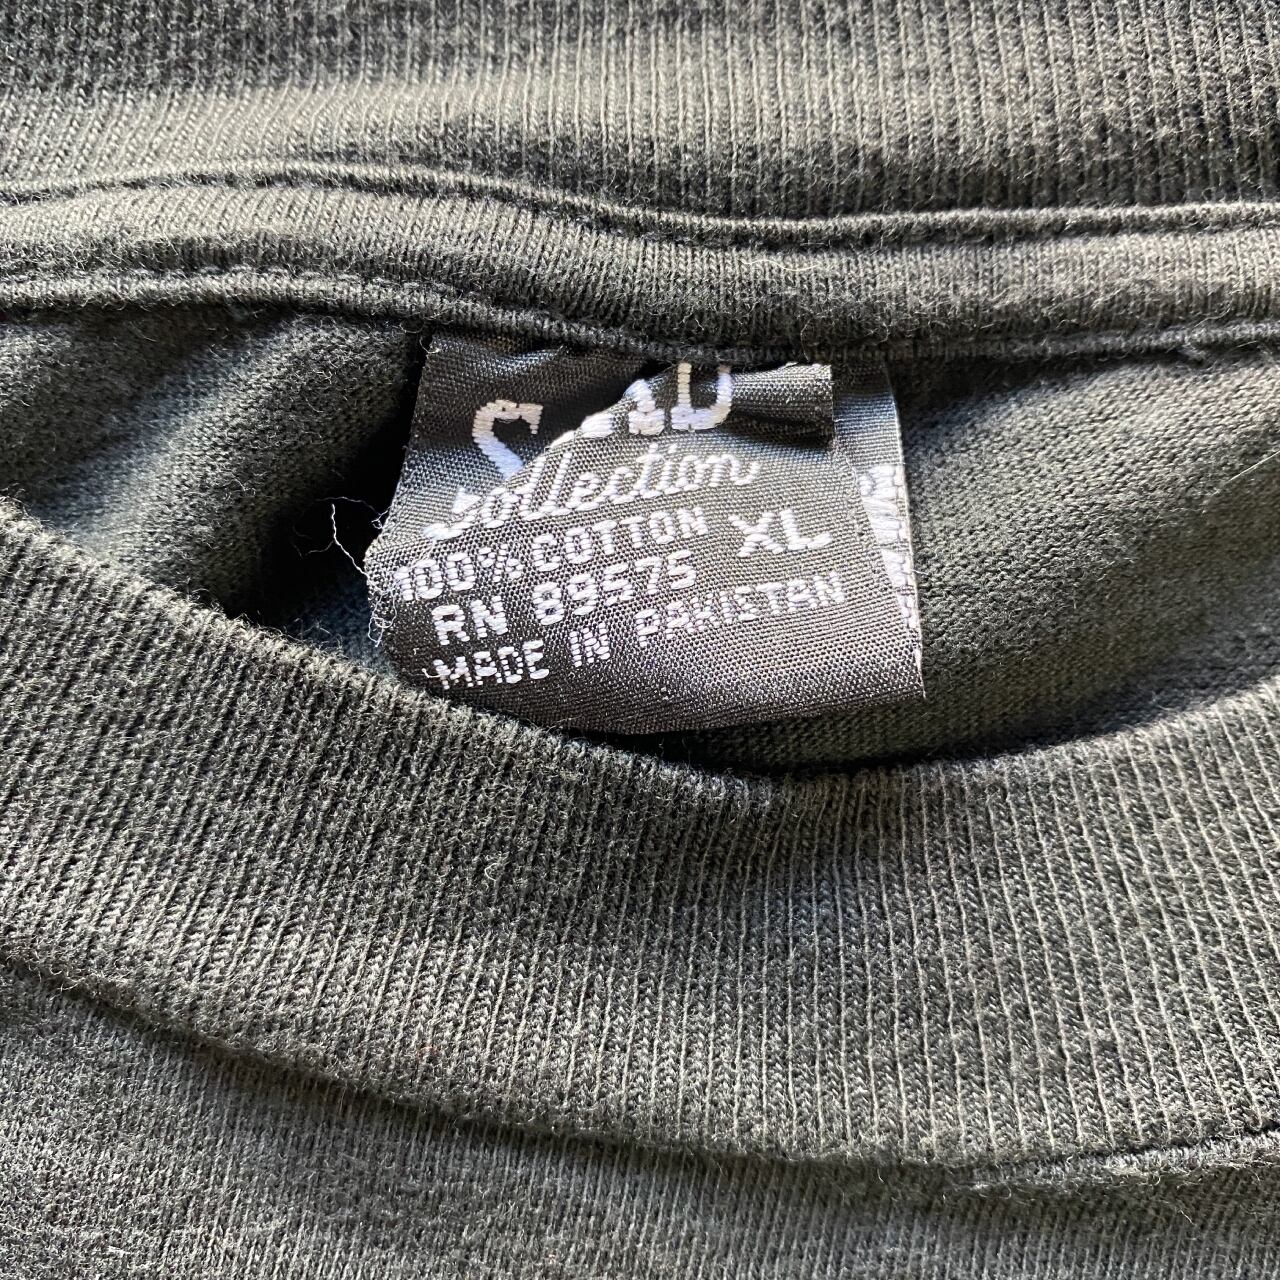 Collection
100% COTTON XL
RN 89575
MADE IN PAKISTAN